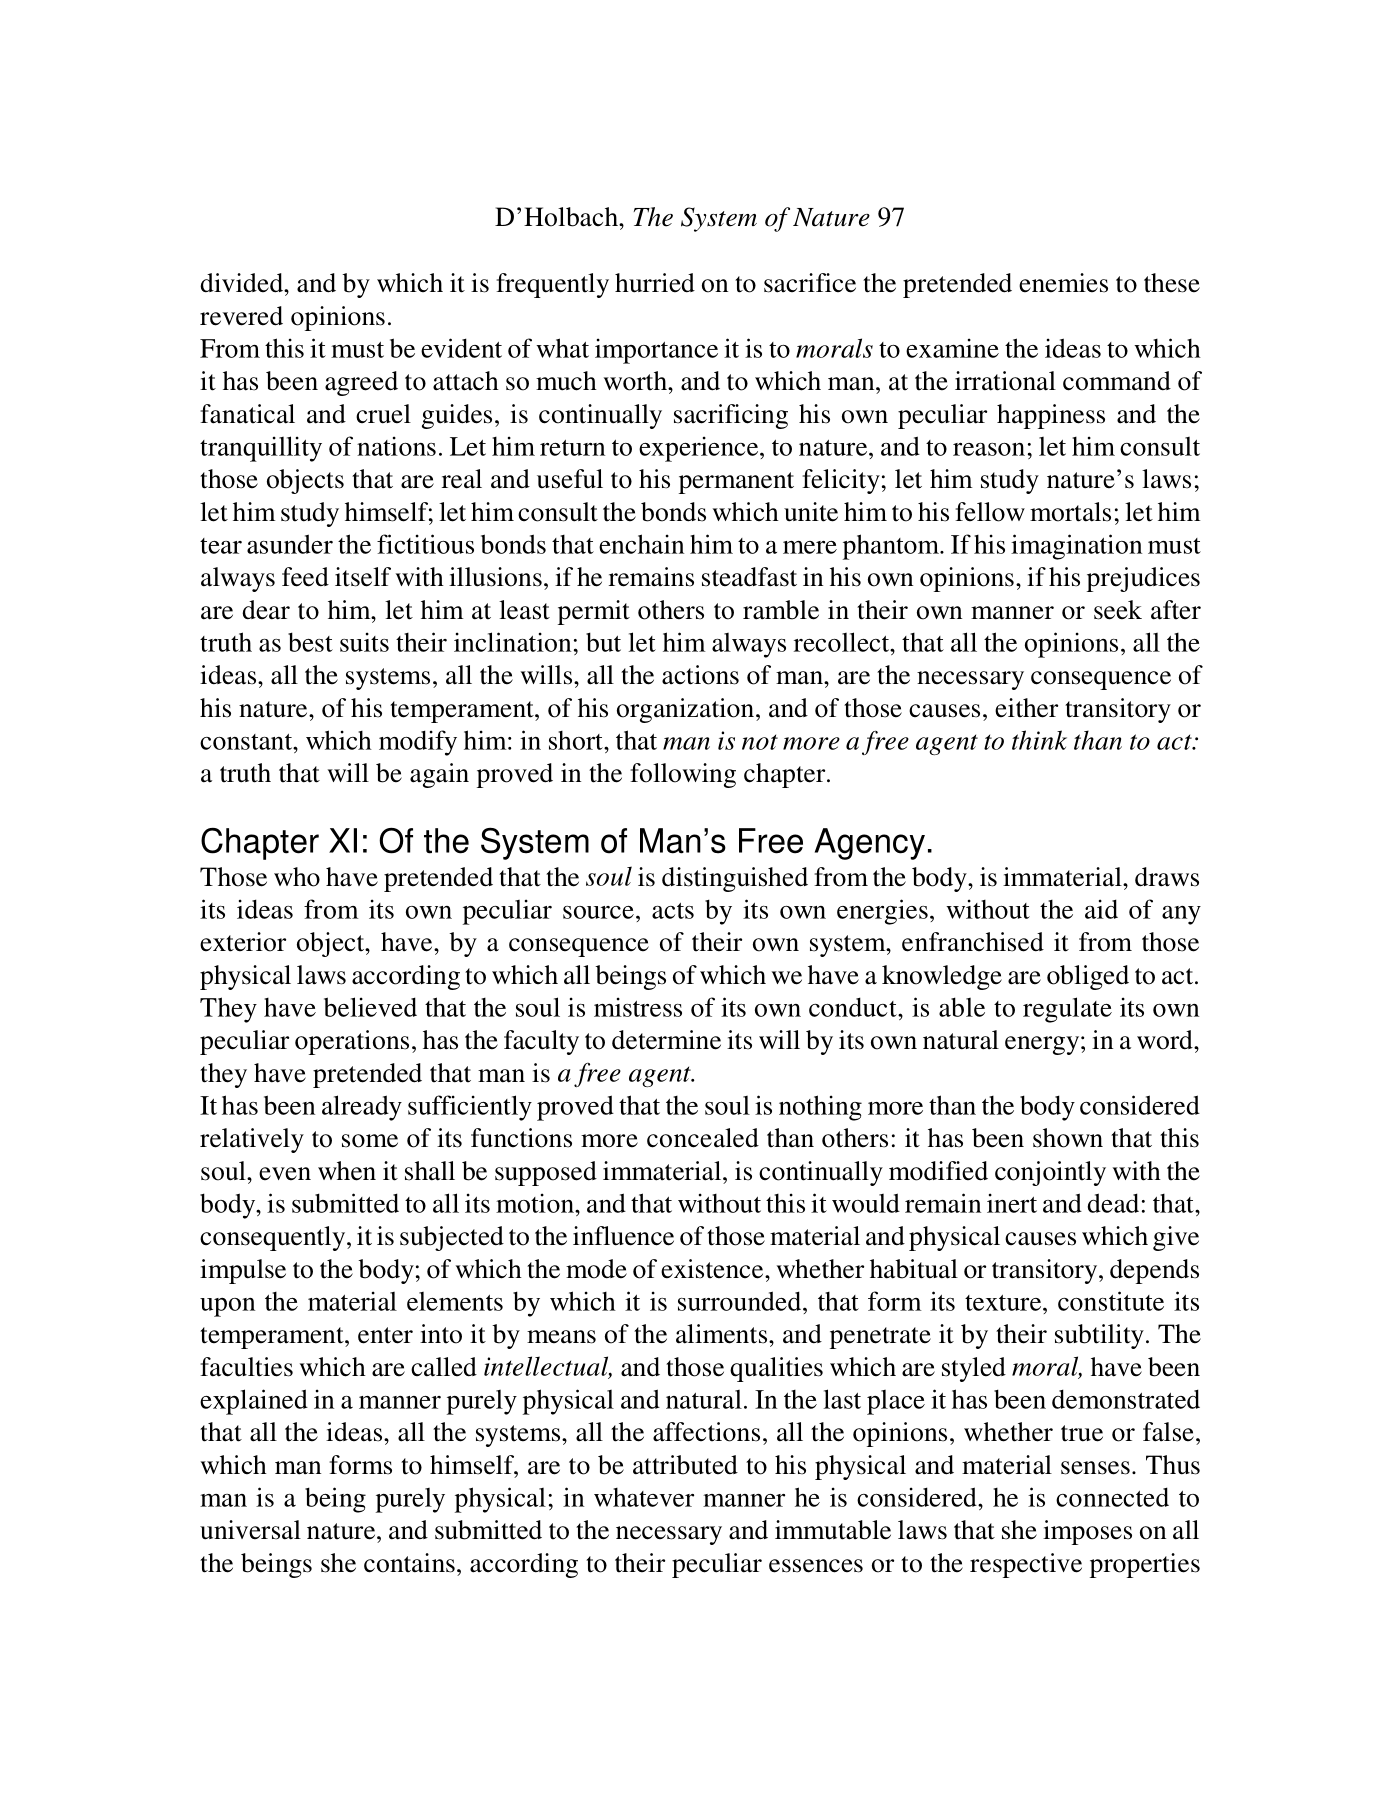 D’Holbach, The System of Nature 97
divided, and by which it is frequently hurried on to sacrifice the pretended enemies to these
revered opinions.
From this it must be evident of what importance it is to morals to examine the ideas to which
it has been agreed to attach so much worth, and to which man, at the irrational command of
fanatical and cruel guides, is continually sacrificing his own peculiar happiness and the
tranquillity of nations. Let him return to experience, to nature, and to reason; let him consult
those objects that are real and useful to his permanent felicity; let him study nature’s laws;
let him study himself; let him consult the bonds which unite him to his fellow mortals; let him
tear asunder the fictitious bonds that enchain him to a mere phantom. If his imagination must
always feed itself with illusions, if he remains steadfast in his own opinions, if his prejudices
are dear to him, let him at least permit others to ramble in their own manner or seek after
truth as best suits their inclination; but let him always recollect, that all the opinions, all the
ideas, all the systems, all the wills, all the actions of man, are the necessary consequence of
his nature, of his temperament, of his organization, and of those causes, either transitory or
constant, which modify him: in short, that man is not more a free agent to think than to act:
a truth that will be again proved in the following chapter.
Chapter XI: Of the System of Man’s Free Agency.
Those who have pretended that the soul is distinguished from the body, is immaterial, draws
its ideas from its own peculiar source, acts by its own energies, without the aid of any
exterior object, have, by a consequence of their own system, enfranchised it from those
physical laws according to which all beings of which we have a knowledge are obliged to act.
They have believed that the soul is mistress of its own conduct, is able to regulate its own
peculiar operations, has the faculty to determine its will by its own natural energy; in a word,
they have pretended that man is a free agent.
It has been already sufficiently proved that the soul is nothing more than the body considered
relatively to some of its functions more concealed than others: it has been shown that this
soul, even when it shall be supposed immaterial, is continually modified conjointly with the
body, is submitted to all its motion, and that without this it would remain inert and dead: that,
consequently, it is subjected to the influence of those material and physical causes which give
impulse to the body; of which the mode of existence, whether habitual or transitory, depends
upon the material elements by which it is surrounded, that form its texture, constitute its
temperament, enter into it by means of the aliments, and penetrate it by their subtility. The
faculties which are called intellectual, and those qualities which are styled moral, have been
explained in a manner purely physical and natural. In the last place it has been demonstrated
that all the ideas, all the systems, all the affections, all the opinions, whether true or false,
which man forms to himself, are to be attributed to his physical and material senses. Thus
man is a being purely physical; in whatever manner he is considered, he is connected to
universal nature, and submitted to the necessary and immutable laws that she imposes on all
the beings she contains, according to their peculiar essences or to the respective properties